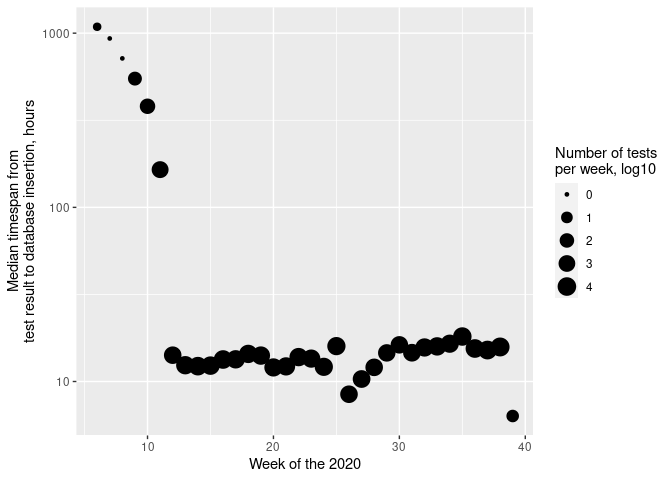 1000
100
10
Median timespan from
test result to database insertion, hours
10
20
30
40
Week of the 2020
Number of tests
per week, log10
0
1
2
3
4